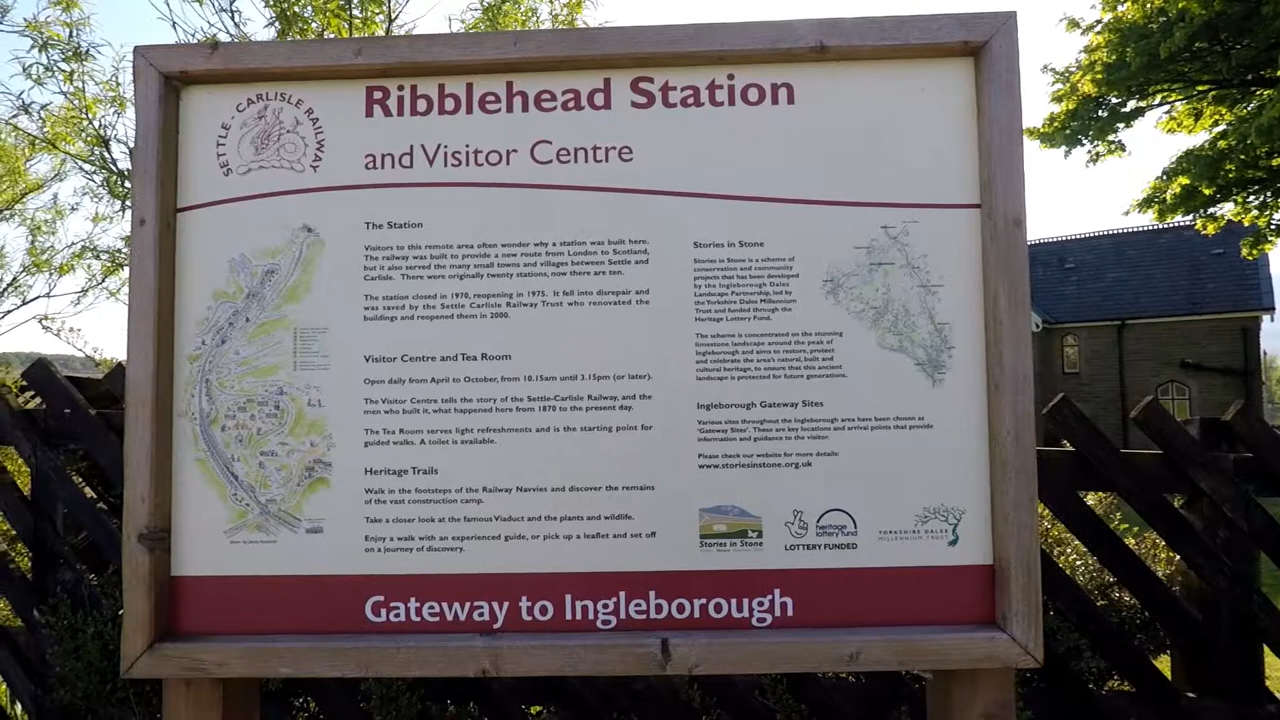 SETTLE - CARLISLE RAILWAY
Ribblehead Station
and Visitor Centre
The Station
Visitors to this remote area often wonder why a station was built here.
The railway was built to provide a new route from London to Scotland,
but it also served the many small towns and villages between Settle and
Carlisle. There were originally twenty stations, now there are ten.
The station closed in 1970, reopening in 1975. It fell into disrepair and
was saved by the Settle Carlisle Railway Trust who renovated the
buildings and reopened them in 2000.
Visitor Centre and Tea Room
Open daily from April to October, from 10.15am until 3.15pm (or later).
The Visitor Centre tells the story of the Settle-Carlisle Railway, and the
men who built it, what happened here from 1870 to the present day.
The Tea Room serves light refreshments and is the starting point for
guided walks. A toilet is available.
Heritage Trails
Walk in the footsteps of the Railway Navvies and discover the remains
of the vast construction camp.
Take a closer look at the famous Viaduct and the plants and wildlife.
Enjoy a walk with an experienced guide, or pick up a leaflet and set off
on a journey of discovery.
Stories in Stone
Stories in Stone is a scheme of
conservation and community
projects that has been developed
by the Ingleborough Dales
Landscape Partnership, led by
the Yorkshire Dales Millennium
Trust and funded through the
Heritage Lottery Fund.
The scheme is concentrated on the stunning
limestone landscape around the peak of
Ingleborough and aims to restore, protect
and celebrate the area's natural, built and
cultural heritage, to ensure that this ancient
landscape is protected for future generations.
Ingleborough Gateway Sites
Various sites throughout the Ingleborough area have been chosen as
'Gateway Sites'. These are key locations and arrival points that provide
information and guidance to the visitor.
Please check our website for more details:
www.storiesinstone.org.uk
Stories in Stone
heritage
lottery fund
LOTTERY FUNDED
YORKSHIRE DALES
MILLENNIUM TRUST
Gateway to Ingleborough